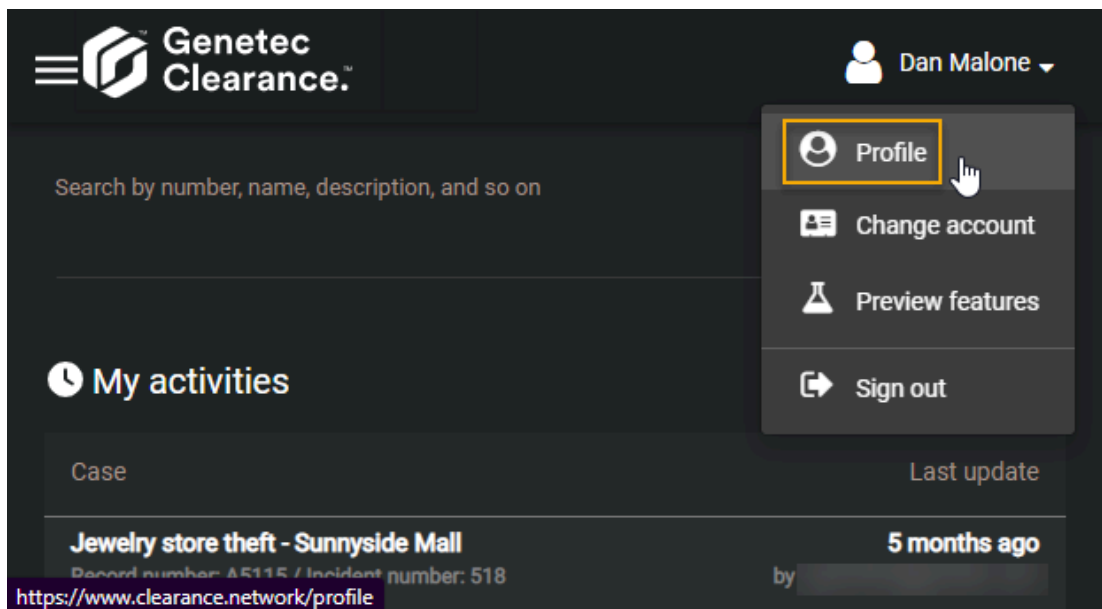 Genetec™
Clearance.™
Dan Malone
Profile
Search by number, name, description, and so on
Change account
Preview features
My activities
Sign out
Case Last update
Jewelry store theft - Sunnyside Mall 5 months ago
Record number: A5115 / Incident number: 518 by
https://www.clearance.network/profile